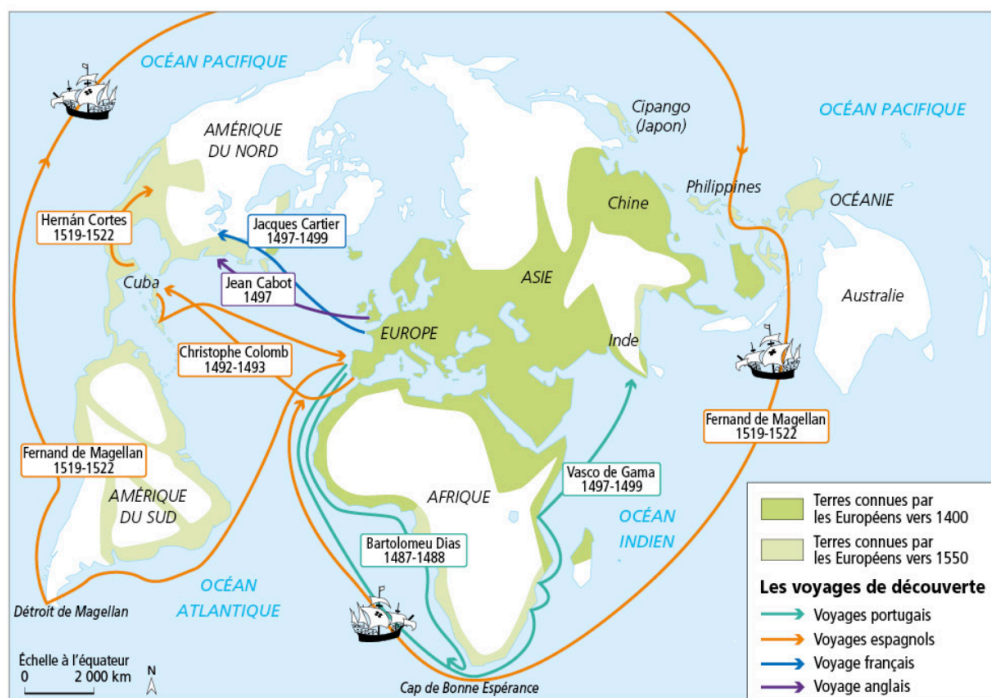 OCÉAN PACIFIQUE
Cipango
(Japon)
OCÉAN PACIFIQUE
AMÉRIQUE
DU NORD
Philippines
OCÉANIE
Chine
Hernán Cortes
1519-1522
Jacques Cartier
1497-1499
Cuba
Jean Cabot
1497
ASIE
Australie
EUROPE
Inde
Christophe Colomb
1492-1493
Fernand de Magellan
1519-1522
Fernand de Magellan
1519-1522
Vasco de Gama
1497-1499
AMÉRIQUE
DU SUD
AFRIQUE
OCÉAN
INDIEN
Bartolomeu Dias
1487-1488
OCÉAN
ATLANTIQUE
Détroit de Magellan
Cap de Bonne Espérance
Échelle à l'équateur
0 2 000 km
N
Terres connues par
les Européens vers 1400
Terres connues par
les Européens vers 1550
Les voyages de découverte
Voyages portugais
Voyages espagnols
Voyage français
Voyage anglais